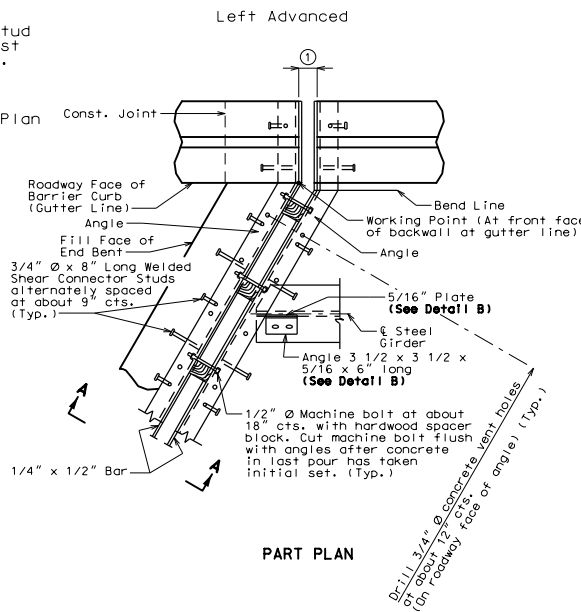 Left Advanced
tud
st
.
Plan
1
Const. Joint
Roadway Face of
Barrier Curb
(Gutter Line)
Angle
Fill Face of
End Bent
3/4" Ø x 8" Long Welded
Shear Connector Studs
alternately spaced
at about 9" cts.
(Typ.)
Bend Line
Working Point (At front face
of backwall at gutter line)
Angle
5/16" Plate
(See Detail B)
℄ Steel
Girder
Angle 3 1/2 x 3 1/2 x
5/16 x 6" long
(See Detail B)
A
A
1/2" Ø Machine bolt at about
18" cts. with hardwood spacer
block. Cut machine bolt flush
with angles after concrete
in last pour has taken
initial set. (Typ.)
1/4" x 1/2" Bar
Drill 3/4" Ø concrete vent holes
at about 12" cts.
(On roadway face of angle) (Typ.)
PART PLAN